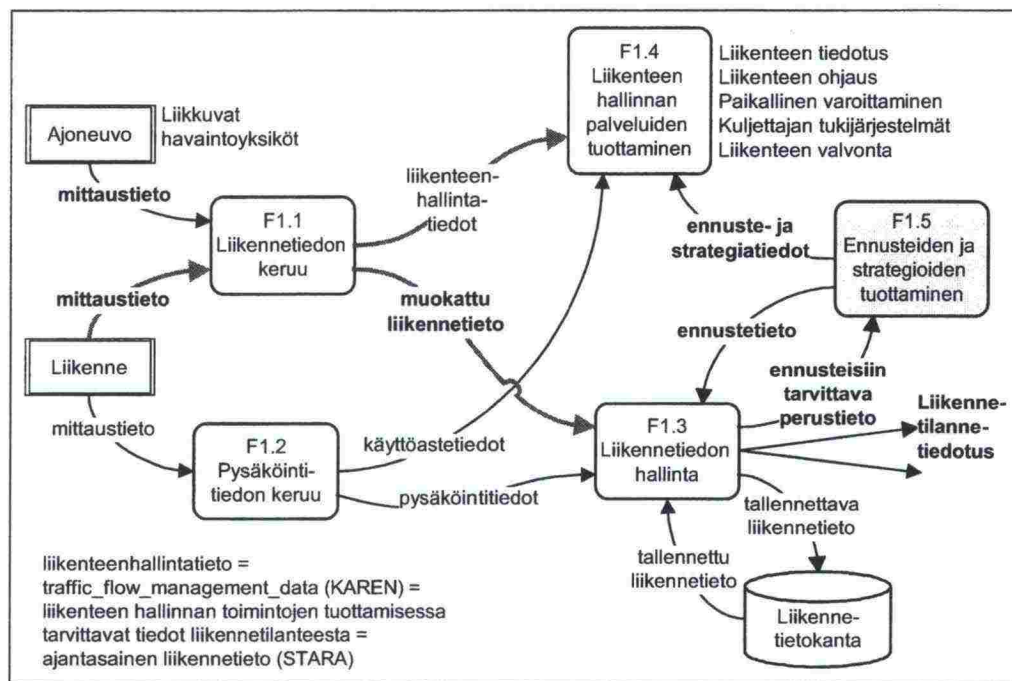 F1.4
Liikenteen
hallinnan
palveluiden
tuottaminen
Liikenteen tiedotus
Liikenteen ohjaus
Paikallinen varoittaminen
Kuljettajan tukijärjestelmät
Liikenteen valvonta
Ajoneuvo
Liikkuvat
havaintoyksiköt
mittaustieto
F1.1
Liikennetiedon
keruu
liikenteen-
hallinta-
tiedot
ennuste- ja
strategiatiedot
F1.5
Ennusteiden ja
strategioiden
tuottaminen
mittaustieto
muokattu
liikennetieto
ennustetieto
Liikenne
ennusteisiin
tarvittava
perustieto
Liikenne-
tilanne-
tiedotus
mittaustieto
F1.2
Pysäköinti-
tiedon keruu
käyttöastetiedot
pysäköintitiedot
F1.3
Liikennetiedon
hallinta
tallennettava
liikennetieto
tallennettu
liikennetieto
Liikenne-
tietokanta
liikenteenhallintatieto =
traffic_flow_management_data (KAREN) =
liikenteen hallinnan toimintojen tuottamisessa
tarvittavat tiedot liikennetilanteesta =
ajantasainen liikennetieto (STARA)